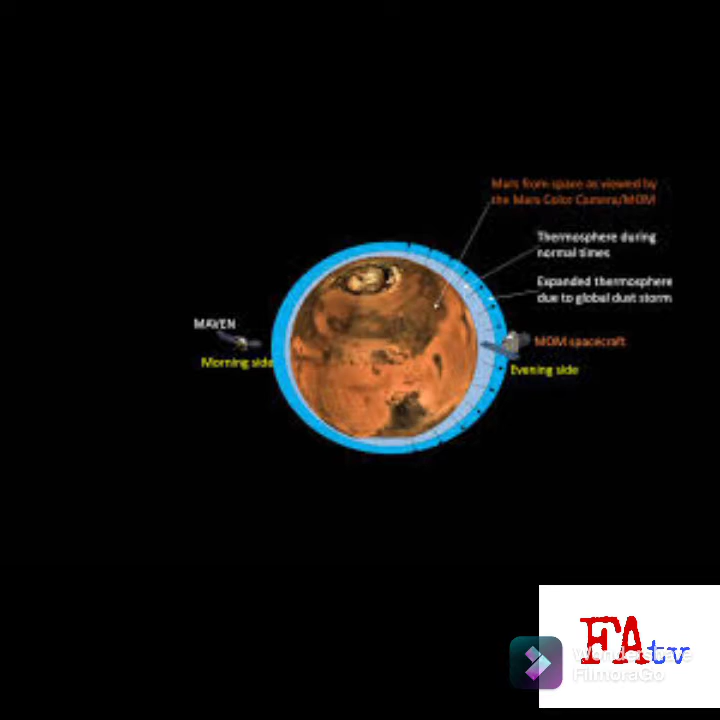 Mars from space as viewed by
the Mars Color Camera/MOM
Thermosphere during
normal times
Expanded thermosphere
due to global dust storm
MAVEN
MOM spacecraft
Morning side
Evening side
FAtv
Wondershare
FilmoraGo